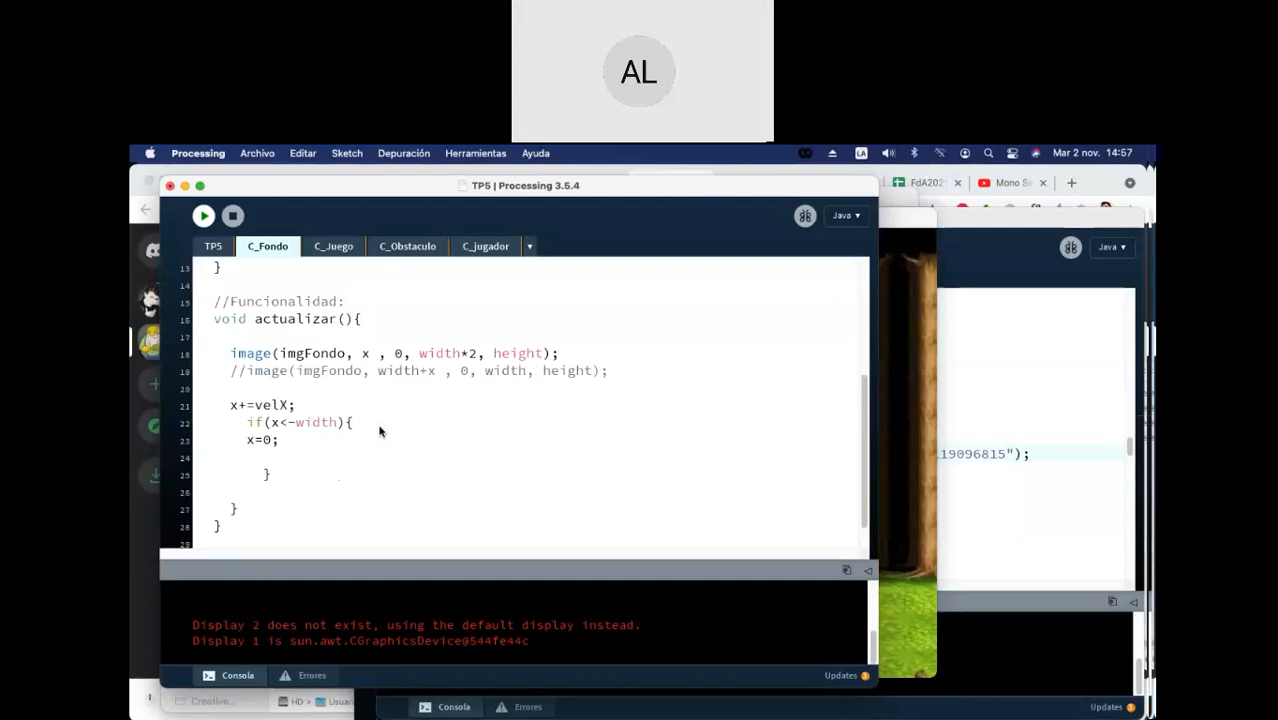 AL
Processing Archivo Editar Sketch Depuración Herramientas Ayuda LA Mar 2 nov. 14:57
TP5 | Processing 3.5.4
FdA202
Mono S
Java
TP5 C_Fondo C_Juego C_Obstaculo C_jugador
Java
13 }
14
15 //Funcionalidad:
16 void actualizar(){
17
18 image(imgFondo, x , 0, width*2, height);
19 //image(imgFondo, width+x , 0, width, height);
20
21 x+=velX;
22 if(x<-width){
23 x=0;
24
25 }
26
27 }
28 }
29
19096815");
Display 2 does not exist, using the default display instead.
Display 1 is sun.awt.CGraphicsDevice@544fe44c
Consola Errores Updates 3
Creative...
HD › Usuar
Consola Errores Updates 3